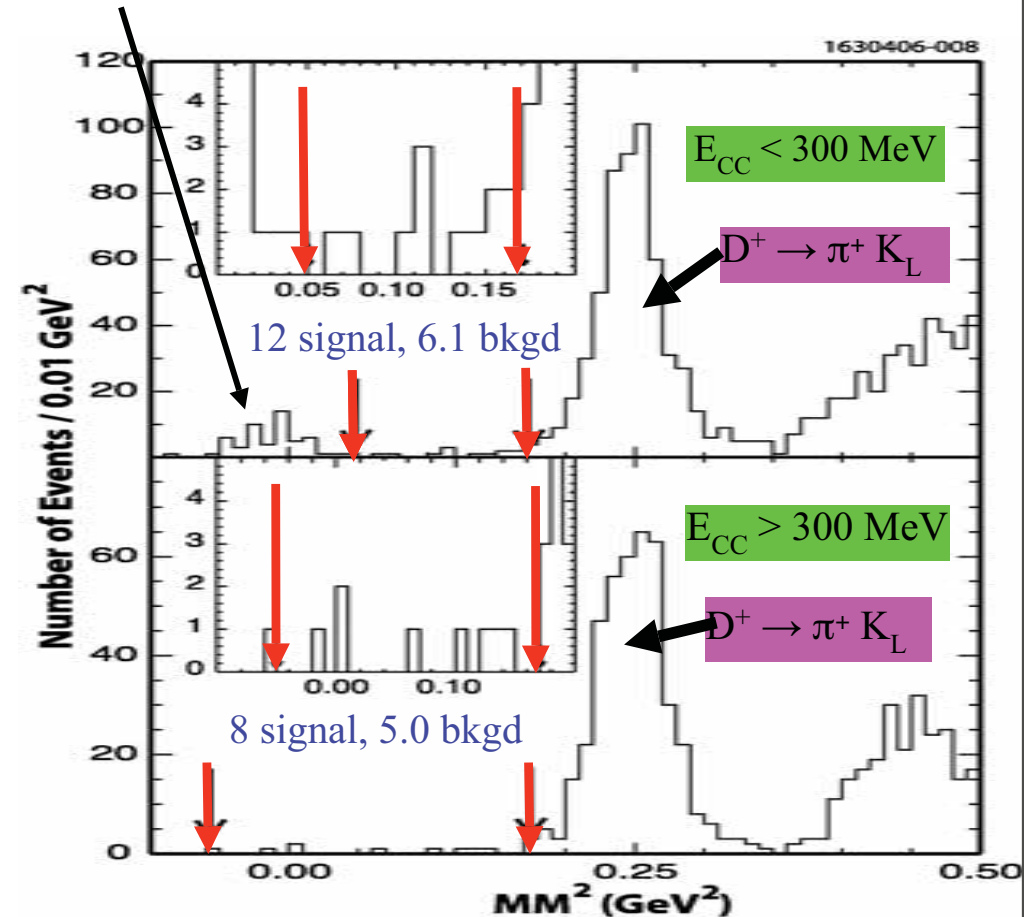 1630406-008
120
100
80
60
40
20
4
3
2
1
0
0.05 0.10 0.15
E_CC < 300 MeV
D⁺ → π⁺ K_L
12 signal, 6.1 bkgd
Number of Events / 0.01 GeV²
60
40
20
0
4
3
2
1
0
0.00 0.10
E_CC > 300 MeV
D⁺ → π⁺ K_L
8 signal, 5.0 bkgd
0.00 0.25 0.50
MM² (GeV²)